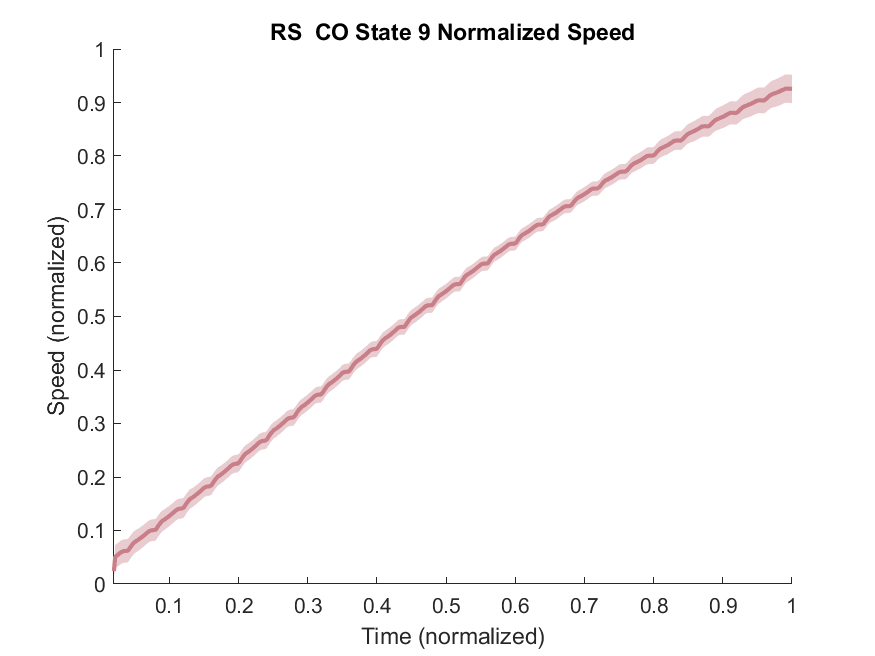 RS  CO State 9 Normalized Speed
1
0.9
0.8
0.7
0.6
0.5
0.4
0.3
0.2
0.1
0
Speed (normalized)
0.1 0.2 0.3 0.4 0.5 0.6 0.7 0.8 0.9 1
Time (normalized)